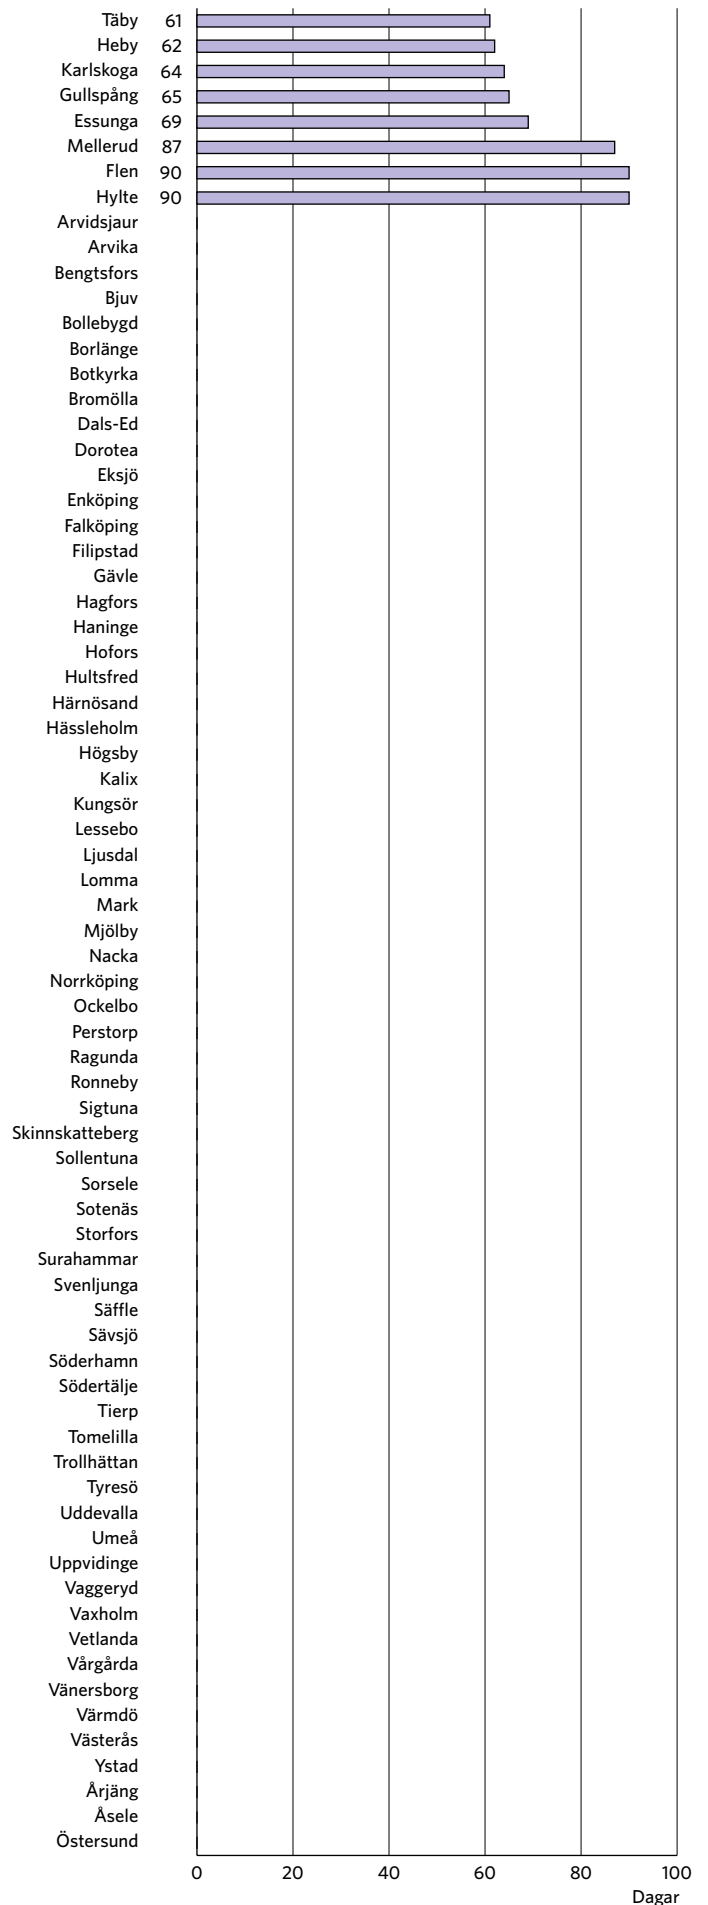 Täby 61
Heby 62
Karlskoga 64
Gullspång 65
Essunga 69
Mellerud 87
Flen 90
Hylte 90
Arvidsjaur
Arvika
Bengtsfors
Bjuv
Bollebygd
Borlänge
Botkyrka
Bromölla
Dals-Ed
Dorotea
Eksjö
Enköping
Falköping
Filipstad
Gävle
Hagfors
Haninge
Hofors
Hultsfred
Härnösand
Hässleholm
Högsby
Kalix
Kungsör
Lessebo
Ljusdal
Lomma
Mark
Mjölby
Nacka
Norrköping
Ockelbo
Perstorp
Ragunda
Ronneby
Sigtuna
Skinnskatteberg
Sollentuna
Sorsele
Sotenäs
Storfors
Surahammar
Svenljunga
Säffle
Sävsjö
Söderhamn
Södertälje
Tierp
Tomelilla
Trollhättan
Tyresö
Uddevalla
Umeå
Uppvidinge
Vaggeryd
Vaxholm
Vetlanda
Vårgårda
Vänersborg
Värmdö
Västerås
Ystad
Årjäng
Åsele
Östersund
0 20 40 60 80 100
Dagar